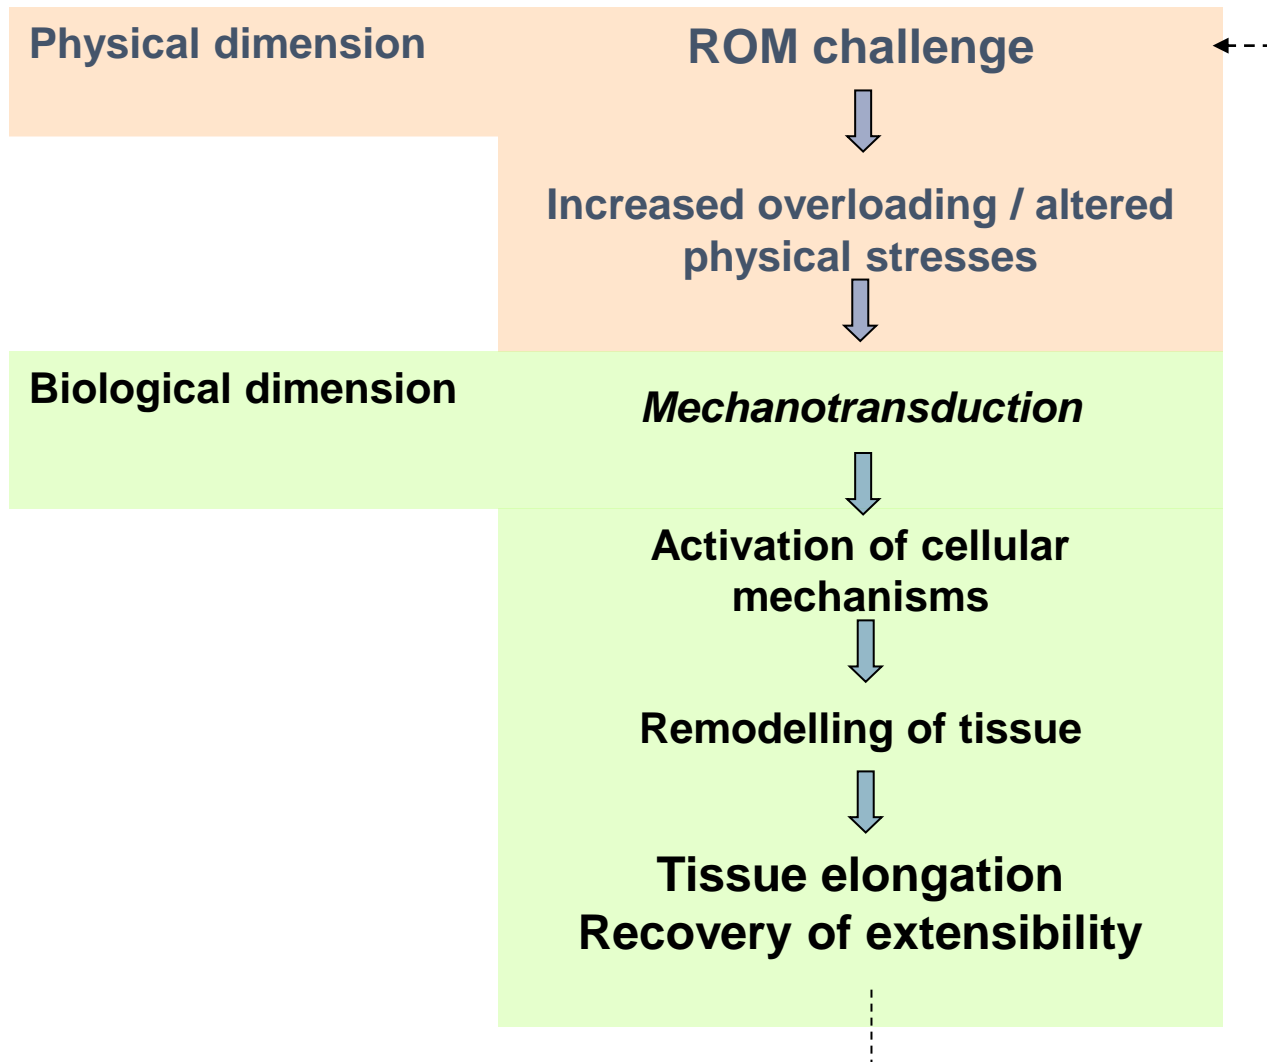 Physical dimension
ROM challenge
Increased overloading / altered
physical stresses
Biological dimension
Mechanotransduction
Activation of cellular
mechanisms
Remodelling of tissue
Tissue elongation
Recovery of extensibility